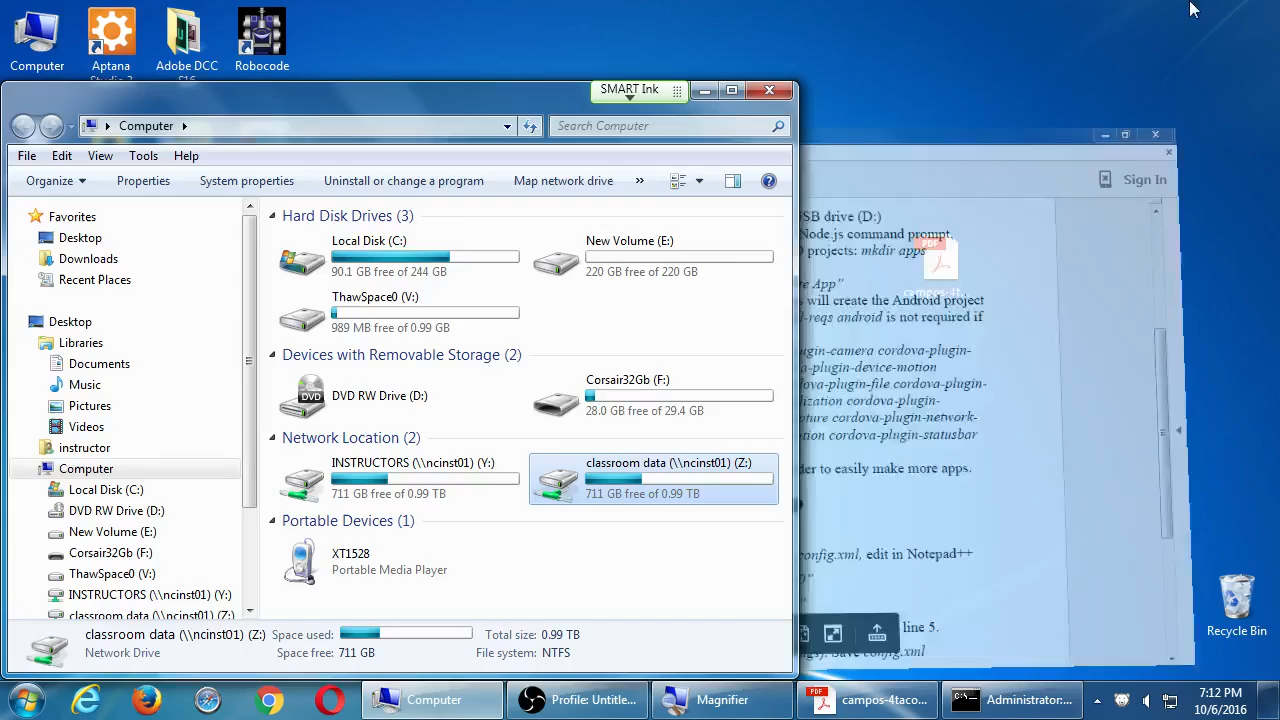 Computer
Aptana
Studio 3
Adobe DCC
S16
Robocode
SMART Ink
Computer
Search Computer
File Edit View Tools Help
Organize Properties System properties Uninstall or change a program Map network drive »
Favorites
Desktop
Downloads
Recent Places
Desktop
Libraries
Documents
Music
Pictures
Videos
instructor
Computer
Local Disk (C:)
DVD RW Drive (D:)
New Volume (E:)
Corsair32Gb (F:)
ThawSpace0 (V:)
INSTRUCTORS (\\ncinst01) (Y:)
classroom data (\\ncinst01) (Z:)
Hard Disk Drives (3)
Local Disk (C:)
90.1 GB free of 244 GB
New Volume (E:)
220 GB free of 220 GB
ThawSpace0 (V:)
989 MB free of 0.99 GB
Devices with Removable Storage (2)
DVD RW Drive (D:)
Corsair32Gb (F:)
28.0 GB free of 29.4 GB
Network Location (2)
INSTRUCTORS (\\ncinst01) (Y:)
711 GB free of 0.99 TB
classroom data (\\ncinst01) (Z:)
711 GB free of 0.99 TB
Portable Devices (1)
XT1528
Portable Media Player
classroom data (\\ncinst01) (Z:) Space used: Total size: 0.99 TB
Network Drive Space free: 711 GB File system: NTFS
Sign In
USB drive (D:)
Node.js command prompt,
projects: mkdir apps
PDF
campos-4t...
App"
will create the Android project
-reqs android is not required if
-camera cordova-plugin-
-plugin-device-motion
-plugin-file cordova-plugin-
cordova-plugin-
cordova-plugin-network-
cordova-plugin-statusbar
to easily make more apps.
config.xml, edit in Notepad++
line 5.
Save config.xml
Recycle Bin
Computer
Profile: Untitle...
Magnifier
PDF
campos-4taco...
C:\
Administrator:...
7:12 PM
10/6/2016